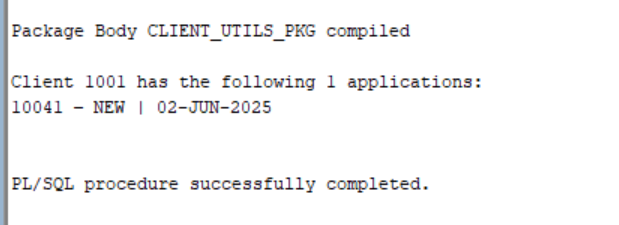 Package Body CLIENT_UTILS_PKG compiled
Client 1001 has the following 1 applications:
10041 - NEW | 02-JUN-2025
PL/SQL procedure successfully completed.